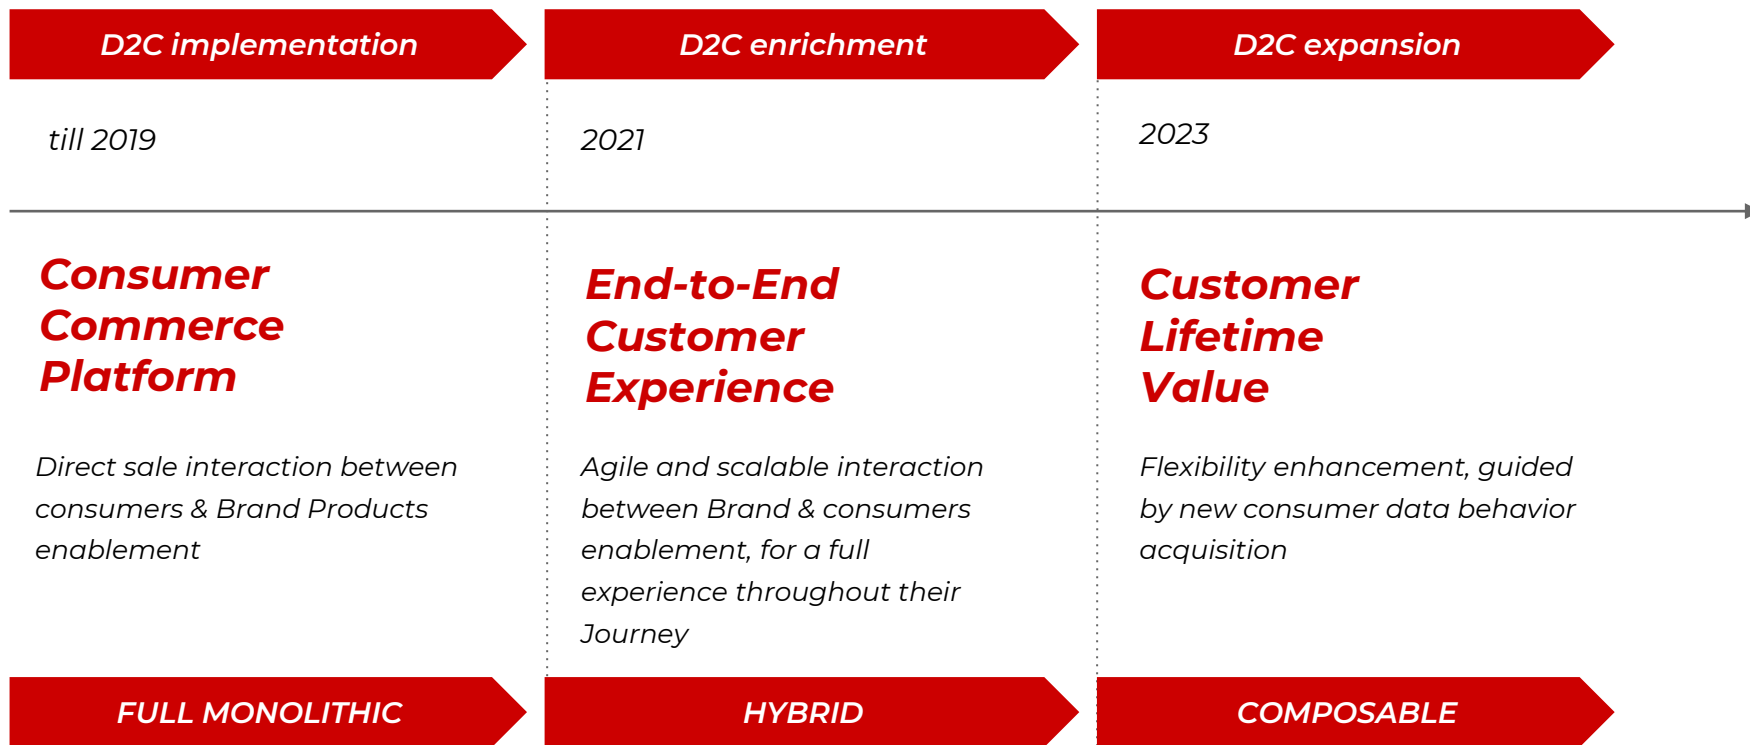 D2C implementation
D2C enrichment
D2C expansion
till 2019
2021
2023
Consumer
Commerce
Platform
End-to-End
Customer
Experience
Customer
Lifetime
Value
Direct sale interaction between
consumers & Brand Products
enablement
Agile and scalable interaction
between Brand & consumers
enablement, for a full
experience throughout their
Journey
Flexibility enhancement, guided
by new consumer data behavior
acquisition
FULL MONOLITHIC
HYBRID
COMPOSABLE